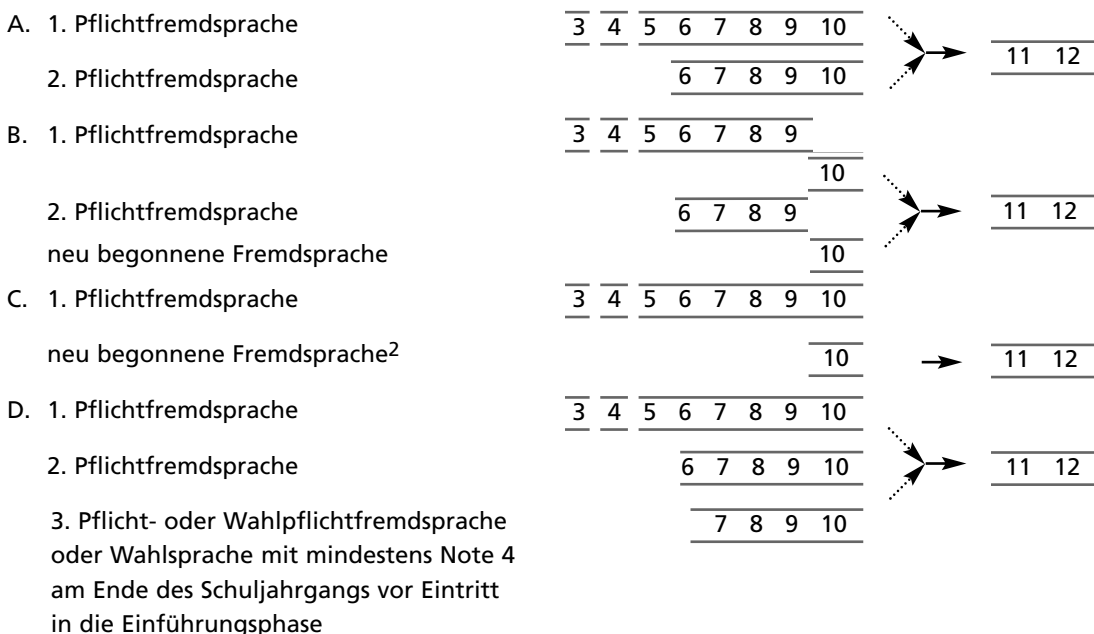 A. 1. Pflichtfremdsprache 3 4 5 6 7 8 9 10
11 12
2. Pflichtfremdsprache 6 7 8 9 10
B. 1. Pflichtfremdsprache 3 4 5 6 7 8 9
10
2. Pflichtfremdsprache 6 7 8 9 11 12
neu begonnene Fremdsprache 10
C. 1. Pflichtfremdsprache 3 4 5 6 7 8 9 10
neu begonnene Fremdsprache2 10 11 12
D. 1. Pflichtfremdsprache 3 4 5 6 7 8 9 10
2. Pflichtfremdsprache 6 7 8 9 10 11 12
3. Pflicht- oder Wahlpflichtfremdsprache 7 8 9 10
oder Wahlsprache mit mindestens Note 4
am Ende des Schuljahrgangs vor Eintritt
in die Einführungsphase